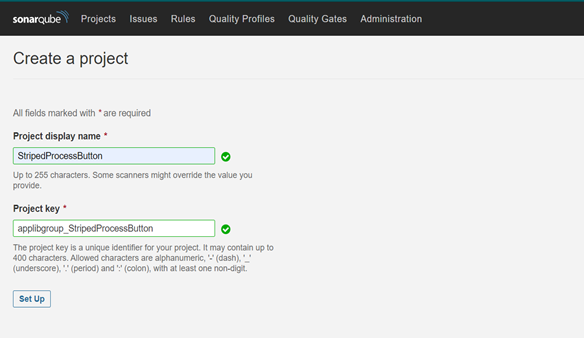 sonarqube Projects Issues Rules Quality Profiles Quality Gates Administration
Create a project
All fields marked with * are required
Project display name *
StripedProcessButton
Up to 255 characters. Some scanners might override the value you
provide.
Project key *
applibgroup_StripedProcessButton
The project key is a unique identifier for your project. It may contain up to
400 characters. Allowed characters are alphanumeric, '-' (dash), '_'
(underscore), '.' (period) and ':' (colon), with at least one non-digit.
Set Up